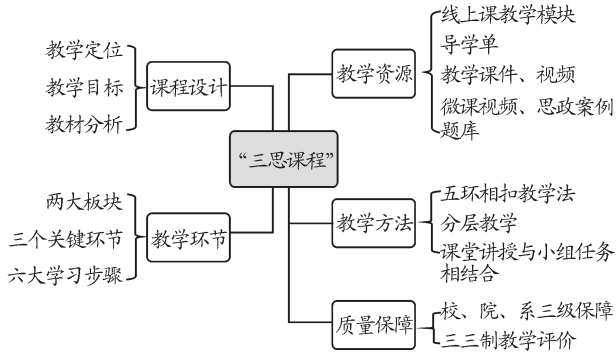 教学定位
教学目标
教材分析
课程设计
两大板块
三个关键环节
六大学习步骤
教学环节
“三思课程”
教学资源
线上课教学模块
导学单
教学课件、视频
微课视频、思政案例
题库
教学方法
五环相扣教学法
分层教学
课堂讲授与小组任务
相结合
质量保障
校、院、系三级保障
三三制教学评价